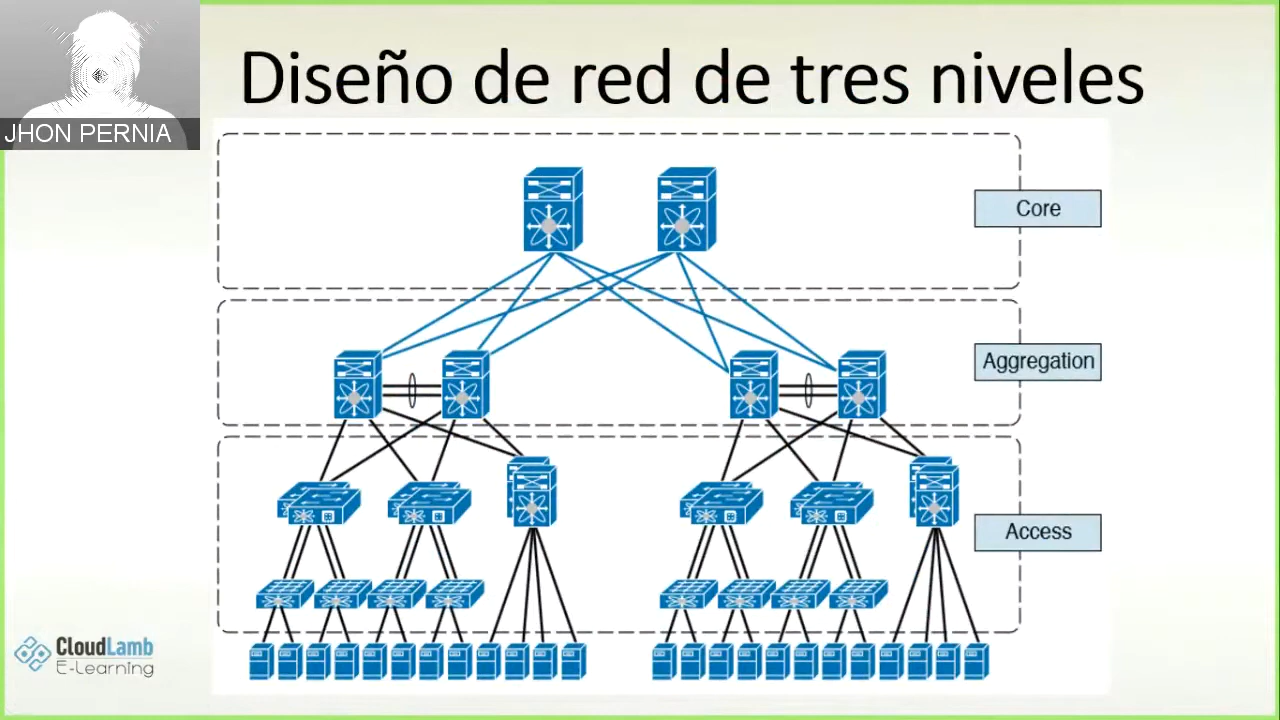 JHON PERNIA
Diseño de red de tres niveles
Core
Aggregation
Access
CloudLamb
E-Learning